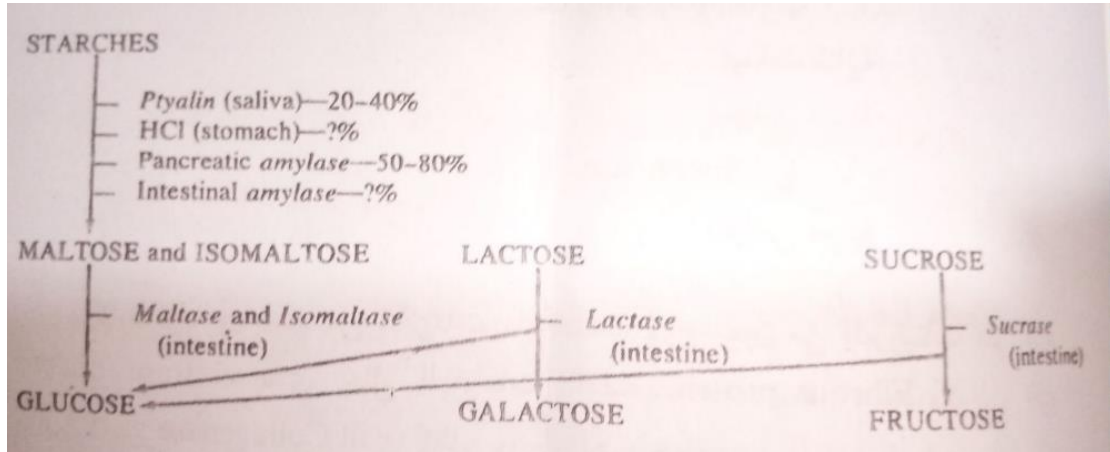 STARCHES
Ptyalin (saliva)—20–40%
HCl (stomach)—?%
Pancreatic amylase—50–80%
Intestinal amylase—?%
MALTOSE and ISOMALTOSE
LACTOSE
SUCROSE
Maltase and Isomaltase
(intestine)
Lactase
(intestine)
Sucrase
(intestine)
GLUCOSE
GALACTOSE
FRUCTOSE